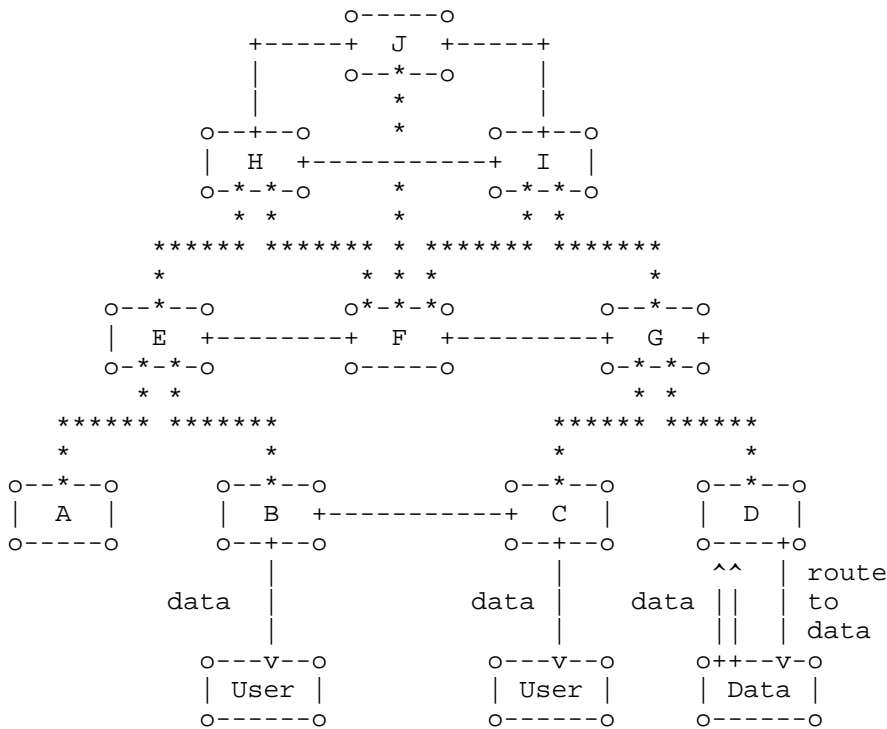 J
H I
E F G
A B C D
route
data data data to
data
User User Data